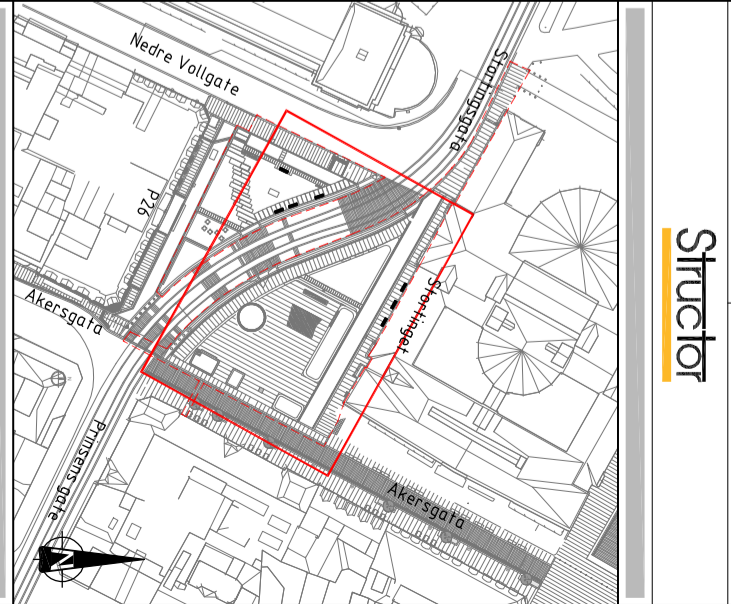 Nedre Vollgate
Stortingsgata
P26
Stortinget
Akersgata
Prinsens gate
Akersgata
N
Structor